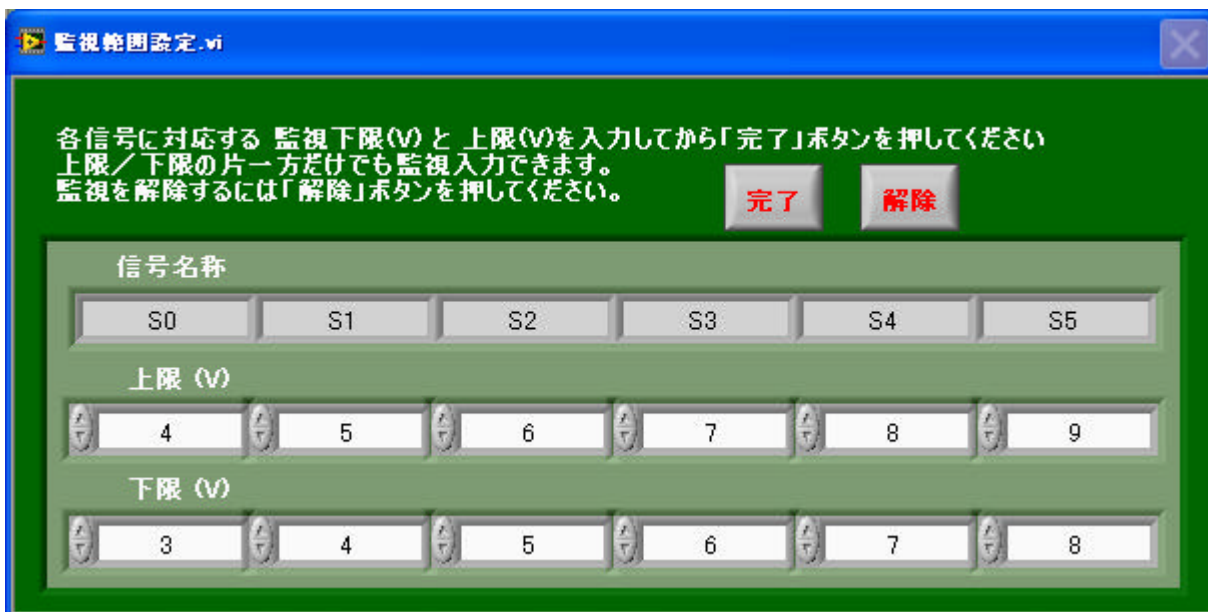 監視範囲設定.vi
各信号に対応する 監視下限(V) と 上限(V)を入力してから「完了」ボタンを押してください
上限／下限の片一方だけでも監視入力できます。
監視を解除するには「解除」ボタンを押してください。
完了 解除
信号名称
S0 S1 S2 S3 S4 S5
上限 (V)
4 5 6 7 8 9
下限 (V)
3 4 5 6 7 8